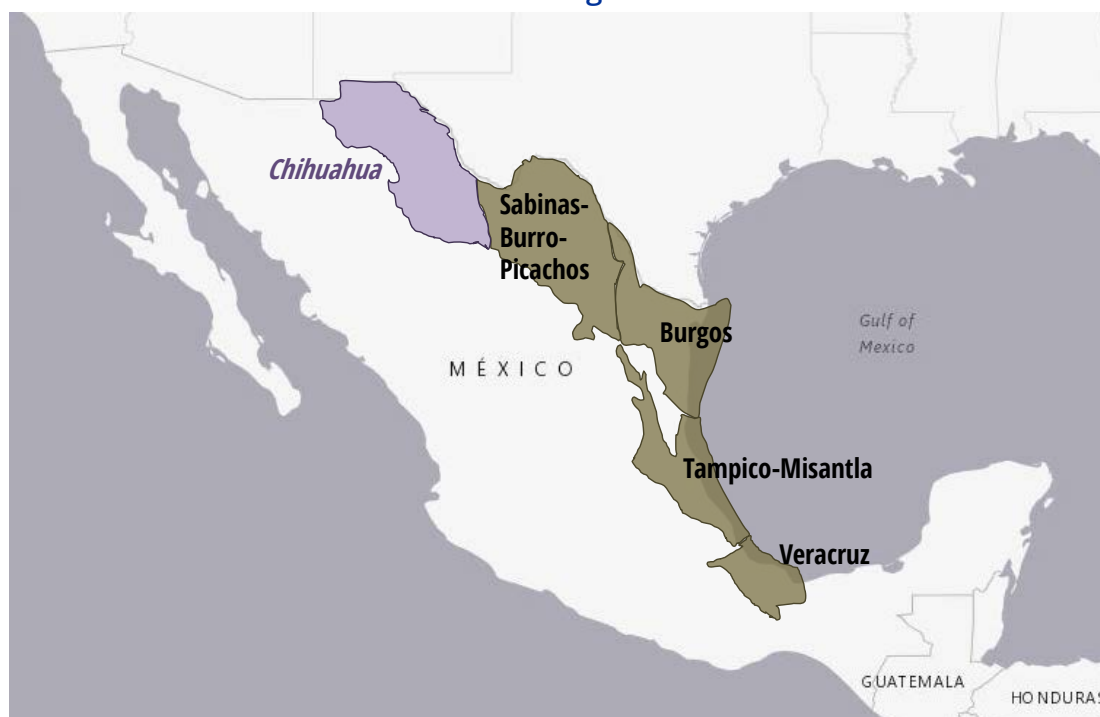 Chihuahua
Sabinas-
Burro-
Picachos
Burgos
Gulf of
Mexico
MÉXICO
Tampico-Misantla
Veracruz
GUATEMALA
HONDURAS